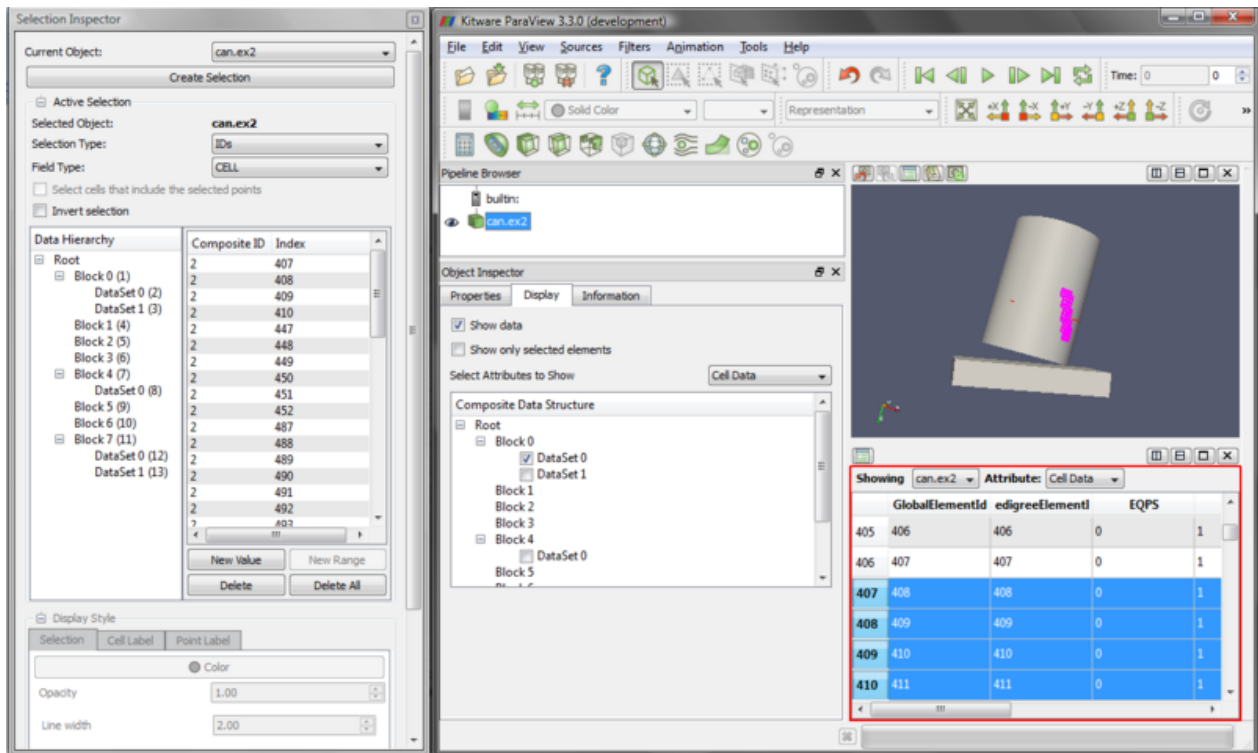 Selection Inspector
Current Object: can.ex2
Create Selection
Active Selection
Selected Object: can.ex2
Selection Type: IDs
Field Type: CELL
Select cells that include the selected points
Invert selection
Data Hierarchy
Root
Block 0 (1)
DataSet 0 (2)
DataSet 1 (3)
Block 1 (4)
Block 2 (5)
Block 3 (6)
Block 4 (7)
DataSet 0 (8)
Block 5 (9)
Block 6 (10)
Block 7 (11)
DataSet 0 (12)
DataSet 1 (13)
Composite ID Index
2 407
2 408
2 409
2 410
2 447
2 448
2 449
2 450
2 451
2 452
2 487
2 488
2 489
2 490
2 491
2 492
2 493
New Value New Range
Delete Delete All
Display Style
Selection Cell Label Point Label
Color
Opacity 1.00
Line width 2.00
Kitware ParaView 3.3.0 (development)
File Edit View Sources Filters Animation Tools Help
Time: 0 0
Solid Color Representation
+X -X +Y -Y +Z -Z
Pipeline Browser
builtin:
can.ex2
Object Inspector
Properties Display Information
Show data
Show only selected elements
Select Attributes to Show Cell Data
Composite Data Structure
Root
Block 0
DataSet 0
DataSet 1
Block 1
Block 2
Block 3
Block 4
DataSet 0
Block 5
Showing can.ex2 Attribute: Cell Data
GlobalElementId edigreeElementI EQPS
405 406 406 0 1
406 407 407 0 1
407 408 408 0 1
408 409 409 0 1
409 410 410 0 1
410 411 411 0 1